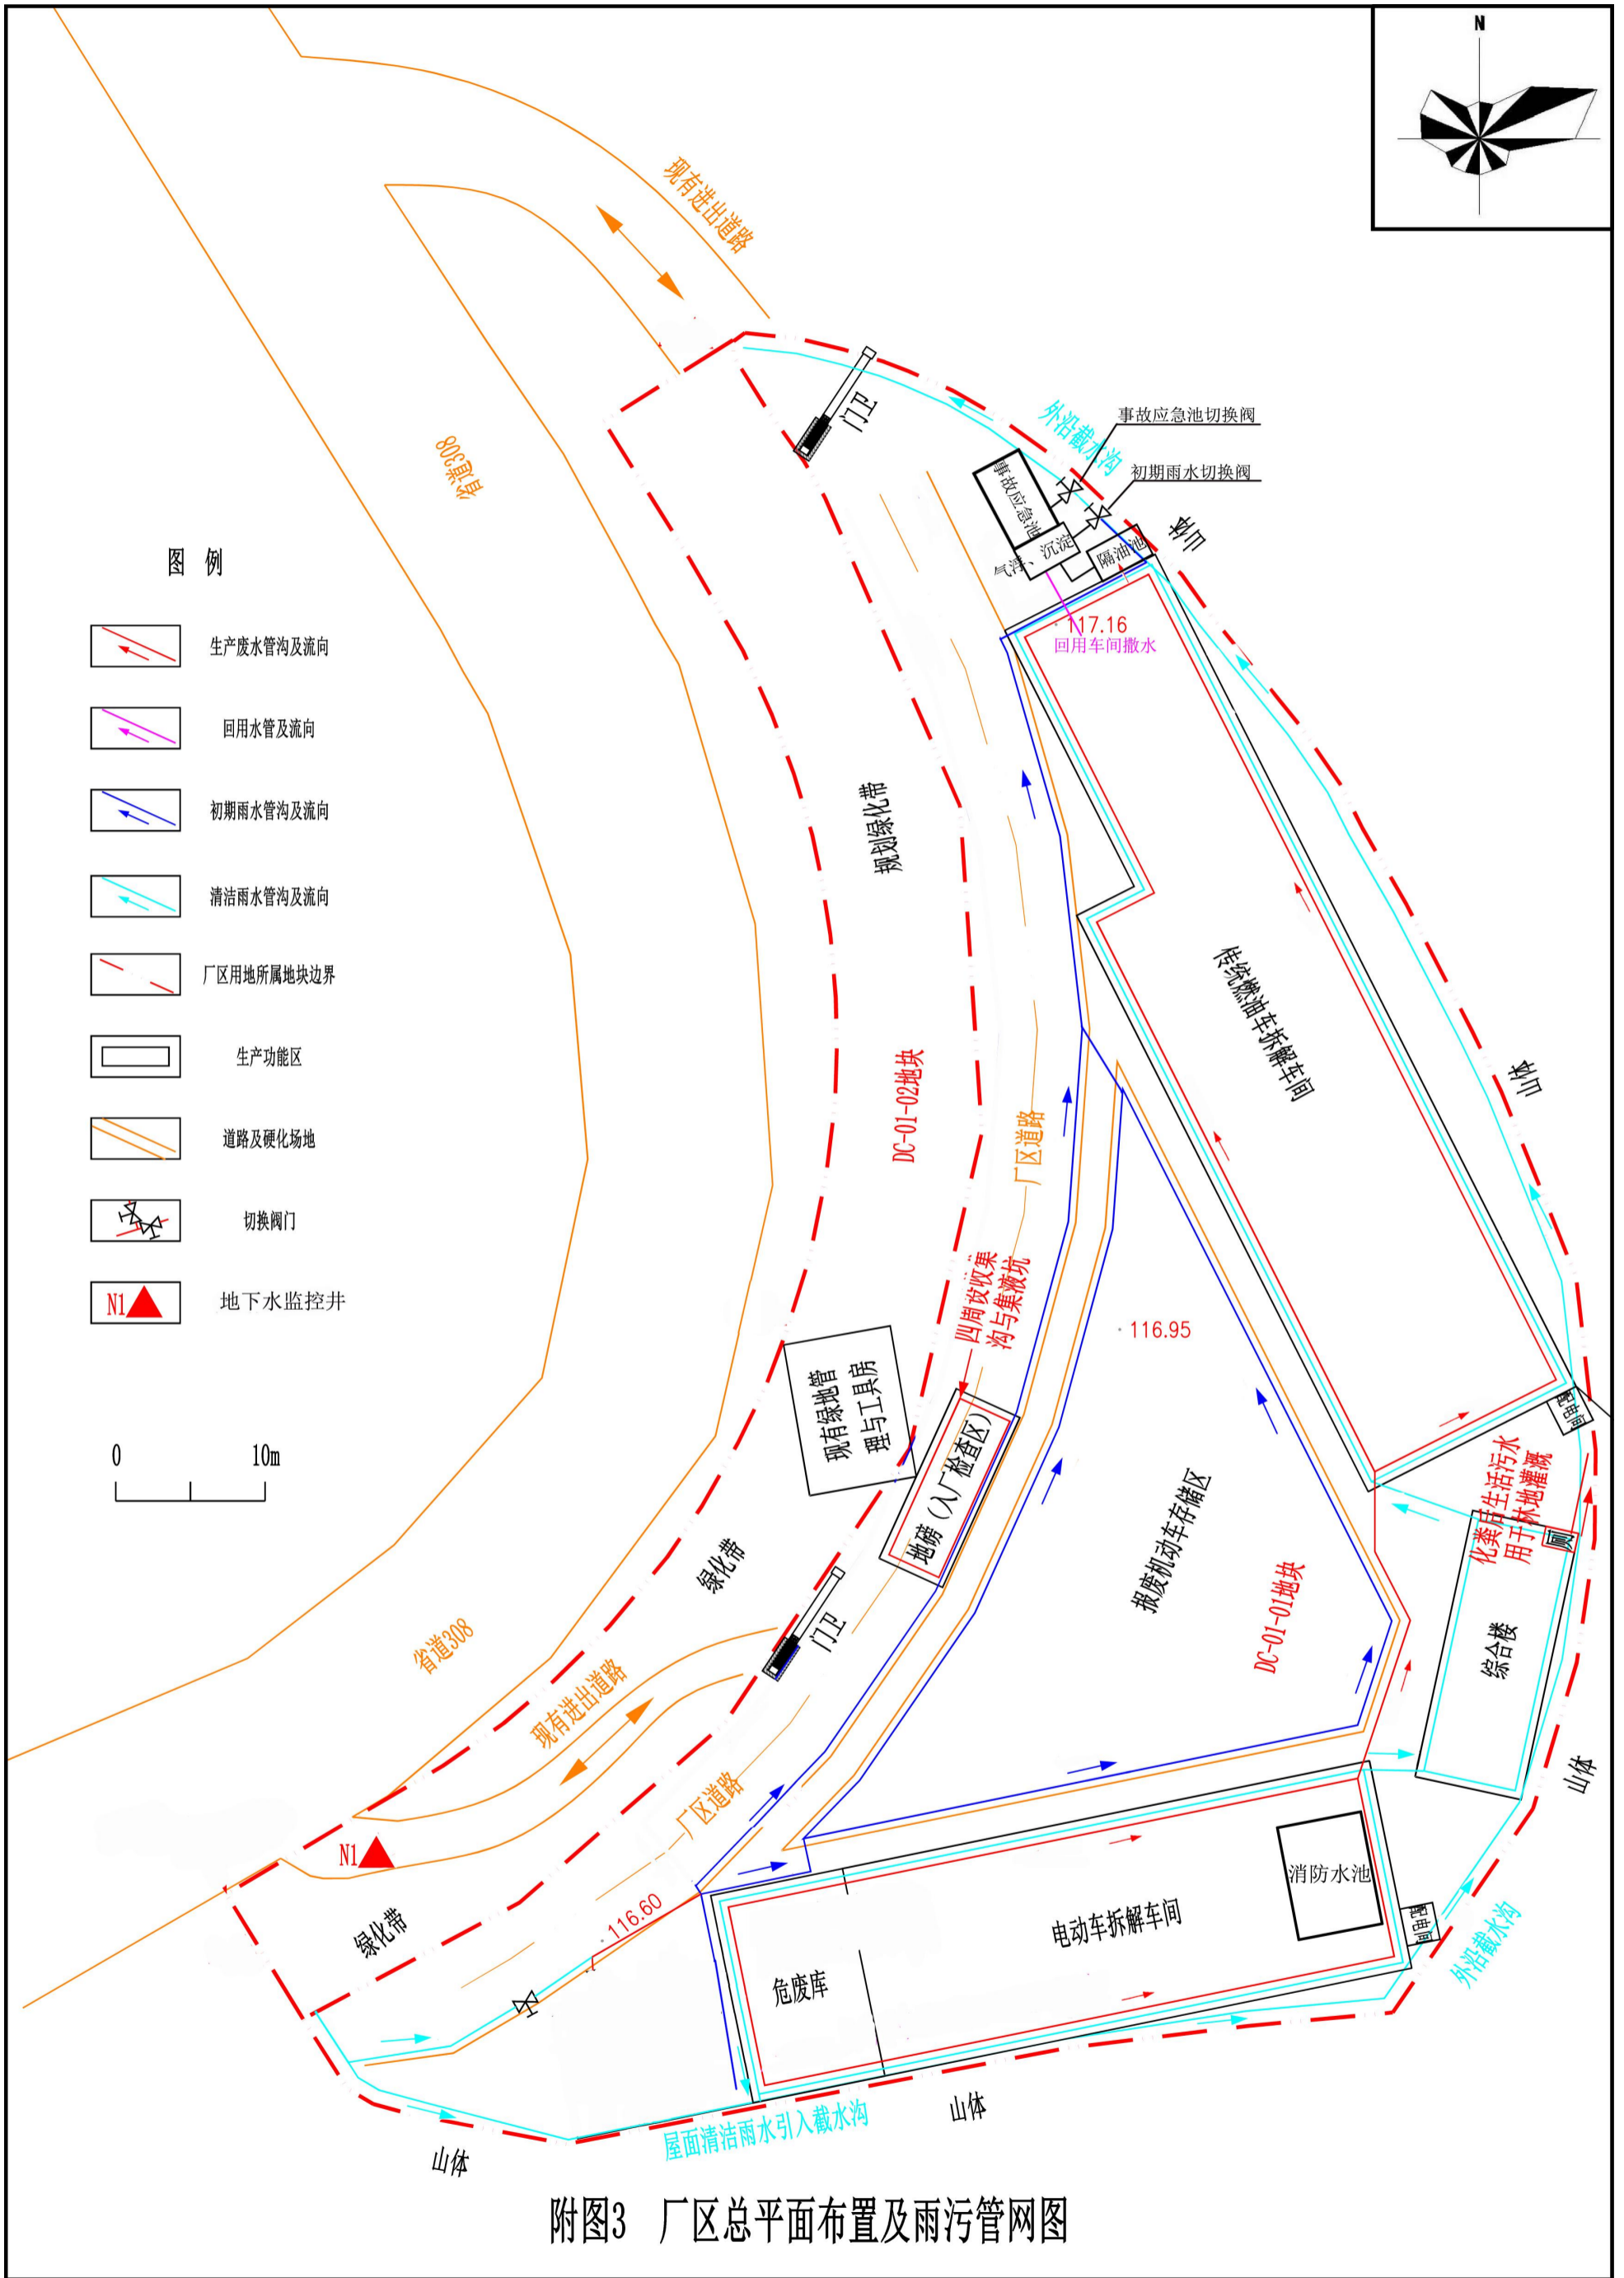 N
现有进出道路
省道308
门卫
外沿截水沟
事故应急池切换阀
初期雨水切换阀
事故应急池
气浮、沉淀
隔油池
山体
117.16
回用车间撒水
图 例
生产废水管沟及流向
回用水管及流向
初期雨水管沟及流向
清洁雨水管沟及流向
厂区用地所属地块边界
生产功能区
道路及硬化场地
切换阀门
N1
地下水监控井
0
10m
规划绿化带
传统燃油车拆解车间
山体
DC-01-02地块
厂区道路
四周设收集
沟与集液坑
116.95
现有绿地管
理与工具房
地磅（入厂检查区）
配电间
化粪后生活污水
用于林地灌溉
厕
报废机动车存储区
DC-01-01地块
综合楼
绿化带
门卫
省道308
现有进出道路
厂区道路
山体
N1
116.60
绿化带
消防水池
电动车拆解车间
配电间
外沿截水沟
危废库
屋面清洁雨水引入截水沟
山体
山体
附图3 厂区总平面布置及雨污管网图